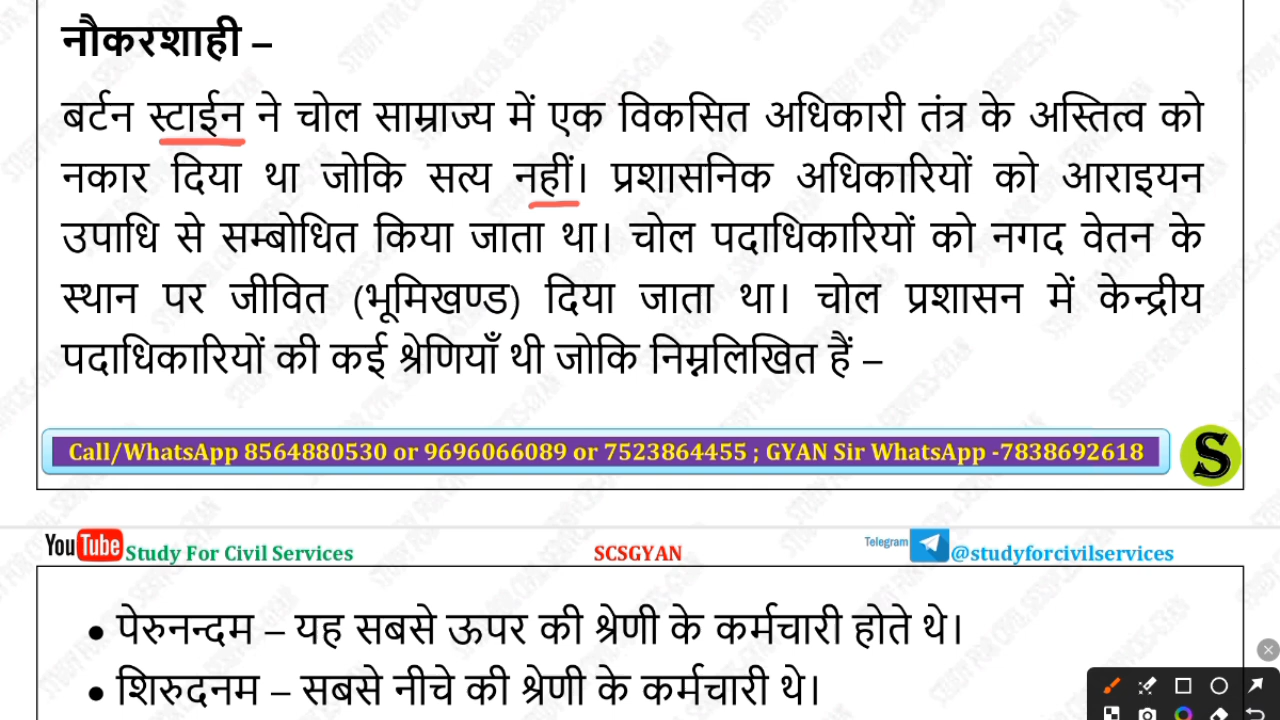 नौकरशाही –
बर्टन स्टाईन ने चोल साम्राज्य में एक विकसित अधिकारी तंत्र के अस्तित्व को
नकार दिया था जोकि सत्य नहीं। प्रशासनिक अधिकारियों को आराइयन
उपाधि से सम्बोधित किया जाता था। चोल पदाधिकारियों को नगद वेतन के
स्थान पर जीवित (भूमिखण्ड) दिया जाता था। चोल प्रशासन में केन्द्रीय
पदाधिकारियों की कई श्रेणियाँ थी जोकि निम्नलिखित हैं –
Call/WhatsApp 8564880530 or 9696066089 or 7523864455 ; GYAN Sir WhatsApp -7838692618
S
YouTube Study For Civil Services SCSGYAN Telegram @studyforcivilservices
• पेरुनन्दम – यह सबसे ऊपर की श्रेणी के कर्मचारी होते थे।
• शिरुदनम – सबसे नीचे की श्रेणी के कर्मचारी थे।